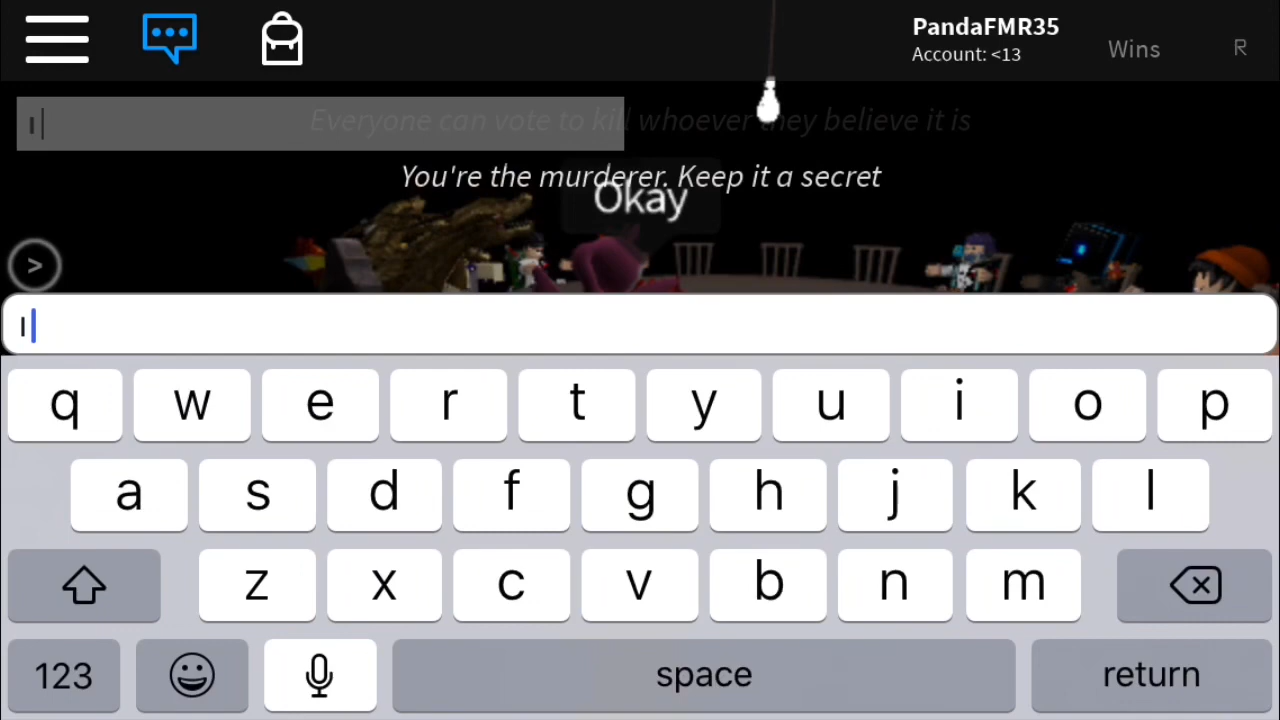 PandaFMR35
Account: <13
Wins
R
I
Everyone can vote to kill whoever they believe it is
You're the murderer. Keep it a secret
Okay
>
I
q w e r t y u i o p
a s d f g h j k l
z x c v b n m
123 space return